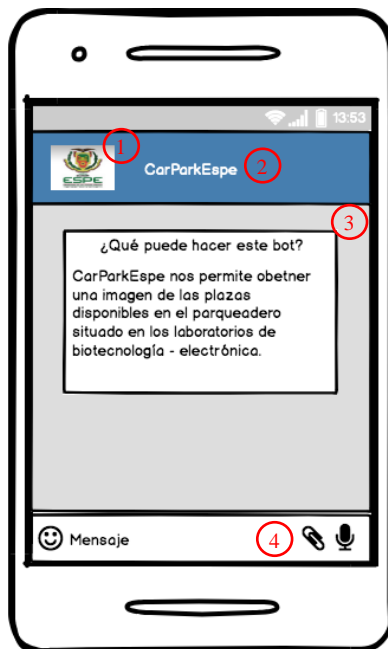 13:53
ESPE
1
CarParkEspe
2
3
¿Qué puede hacer este bot?
CarParkEspe nos permite obetner
una imagen de las plazas
disponibles en el parqueadero
situado en los laboratorios de
biotecnología - electrónica.
Mensaje
4